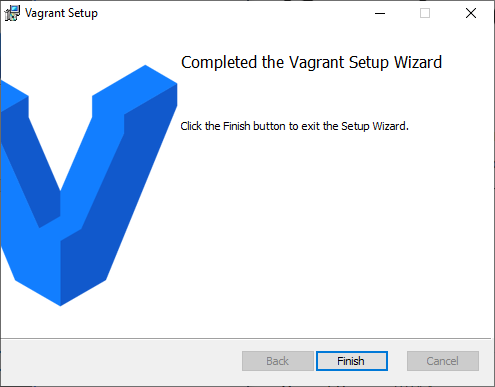 Vagrant Setup
Completed the Vagrant Setup Wizard
Click the Finish button to exit the Setup Wizard.
Back
Finish
Cancel